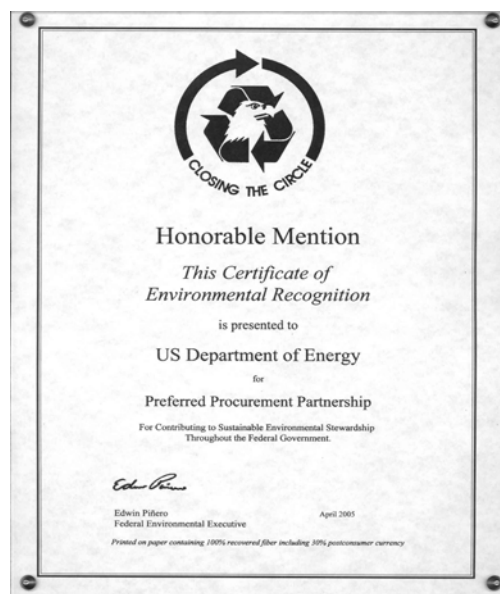 CLOSING THE CIRCLE
Honorable Mention
This Certificate of
Environmental Recognition
is presented to
US Department of Energy
for
Preferred Procurement Partnership
For Contributing to Sustainable Environmental Stewardship
Throughout the Federal Government.
Edwin Piñero
Edwin Piñero
Federal Environmental Executive
April 2005
Printed on paper containing 100% recovered fiber including 50% postconsumer currency